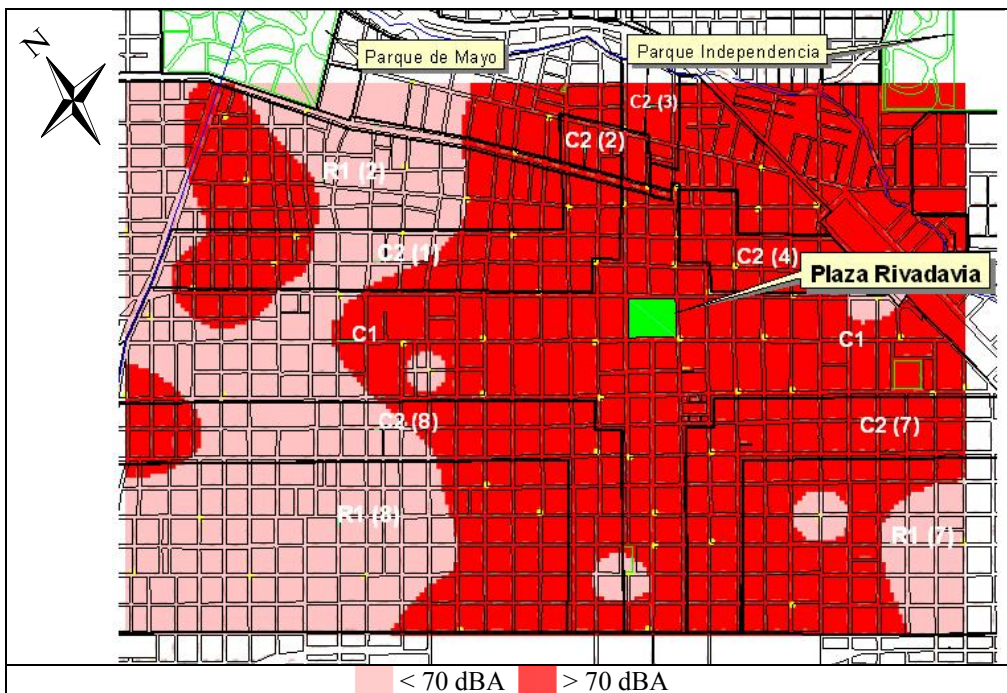 N
Parque de Mayo
Parque Independencia
C2 (3)
C2 (2)
R1 (2)
C2 (1)
C2 (4)
Plaza Rivadavia
C1
C1
C2 (8)
C2 (7)
R1 (8)
R1 (7)
< 70 dBA > 70 dBA